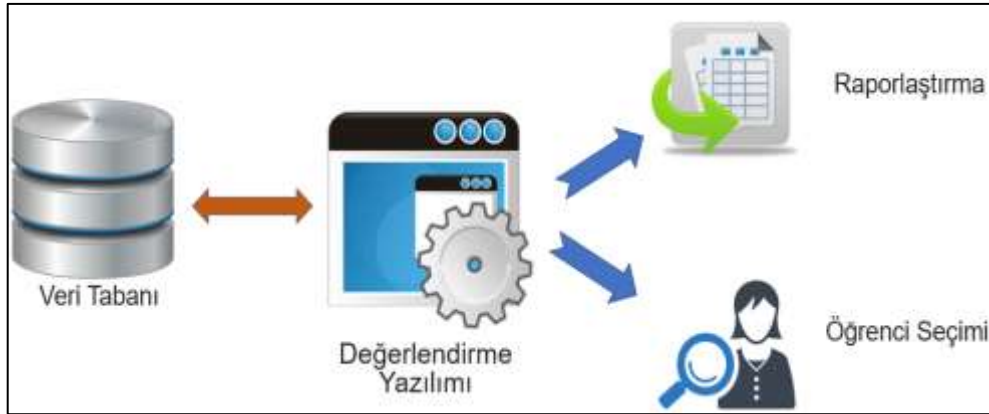 Veri Tabanı
Değerlendirme
Yazılımı
Raporlaştırma
Öğrenci Seçimi